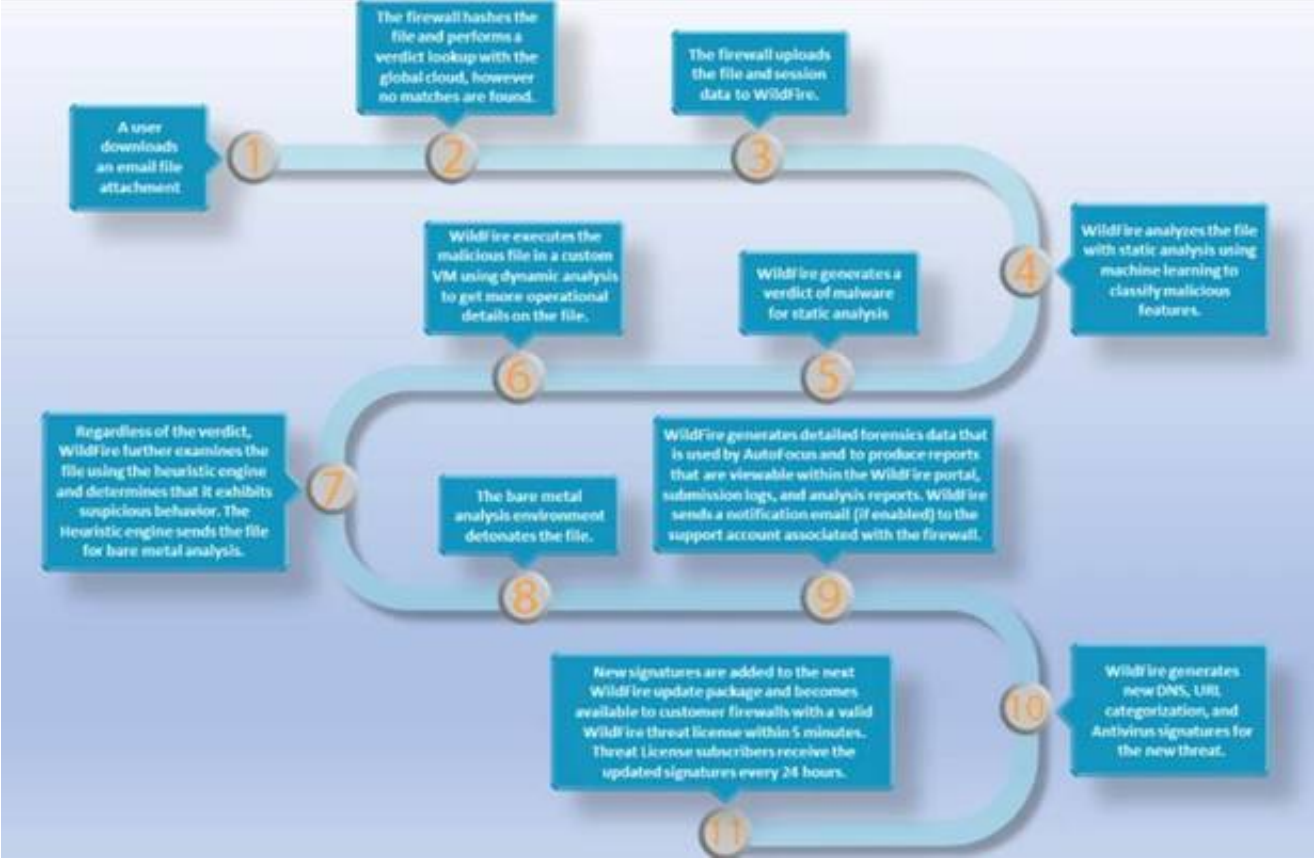 A user
downloads
an email file
attachment
1
The firewall hashes the
file and performs a
verdict lookup with the
global cloud, however
no matches are found.
2
The firewall uploads
the file and session
data to WildFire.
3
WildFire analyzes the file
with static analysis using
machine learning to
classify malicious
features.
4
WildFire generates a
verdict of malware
for static analysis
5
WildFire executes the
malicious file in a custom
VM using dynamic analysis
to get more operational
details on the file.
6
Regardless of the verdict,
WildFire further examines the
file using the heuristic engine
and determines that it exhibits
suspicious behavior. The
Heuristic engine sends the file
for bare metal analysis.
7
The bare metal
analysis environment
detonates the file.
8
WildFire generates detailed forensics data that
is used by AutoFocus and to produce reports
that are viewable within the WildFire portal,
submission logs, and analysis reports. WildFire
sends a notification email (if enabled) to the
support account associated with the firewall.
9
WildFire generates
new DNS, URL
categorization, and
Antivirus signatures for
the new threat.
10
New signatures are added to the next
WildFire update package and becomes
available to customer firewalls with a valid
WildFire threat license within 5 minutes.
Threat License subscribers receive the
updated signatures every 24 hours.
11